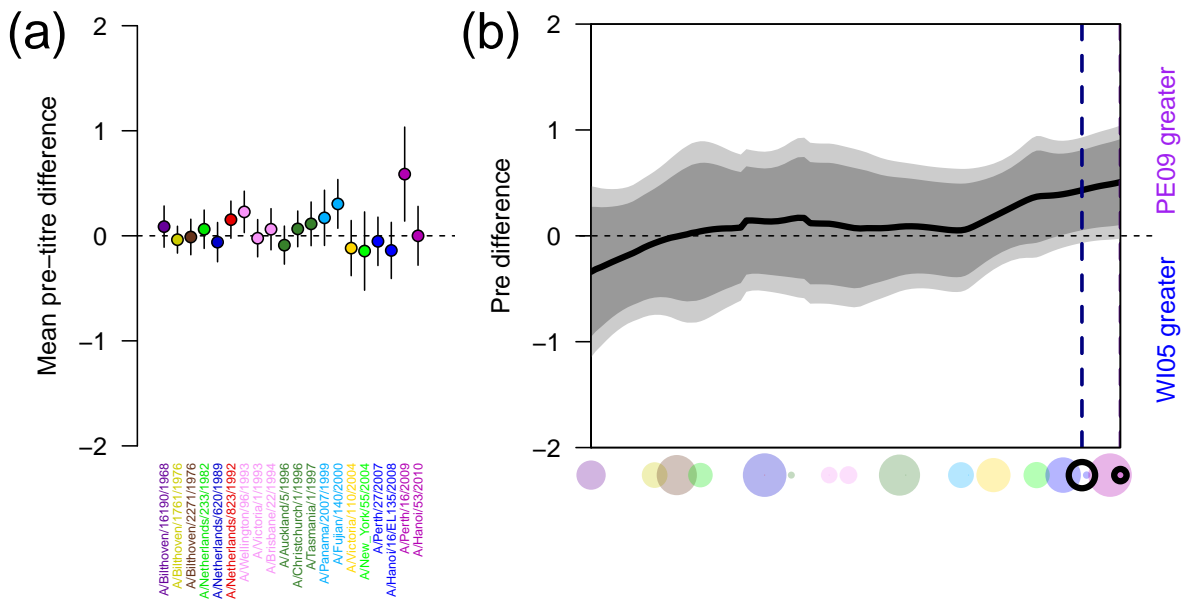 (a)
Mean pre−titre difference
2
1
0
−1
−2
A/Bilthoven/16190/1968
A/Bilthoven/1761/1976
A/Bilthoven/2271/1976
A/Netherlands/233/1982
A/Netherlands/620/1989
A/Netherlands/823/1992
A/Wellington/96/1993
A/Victoria/1/1993
A/Brisbane/22/1994
A/Auckland/5/1996
A/Christchurch/1/1996
A/Tasmania/1/1997
A/Panama/2007/1999
A/Fujian/140/2000
A/Victoria/110/2004
A/New_York/55/2004
A/Perth/27/2007
A/Hanoi/16/EL135/2008
A/Perth/16/2009
A/Hanoi/53/2010
(b)
Pre difference
2
1
0
−1
−2
PE09 greater
WI05 greater